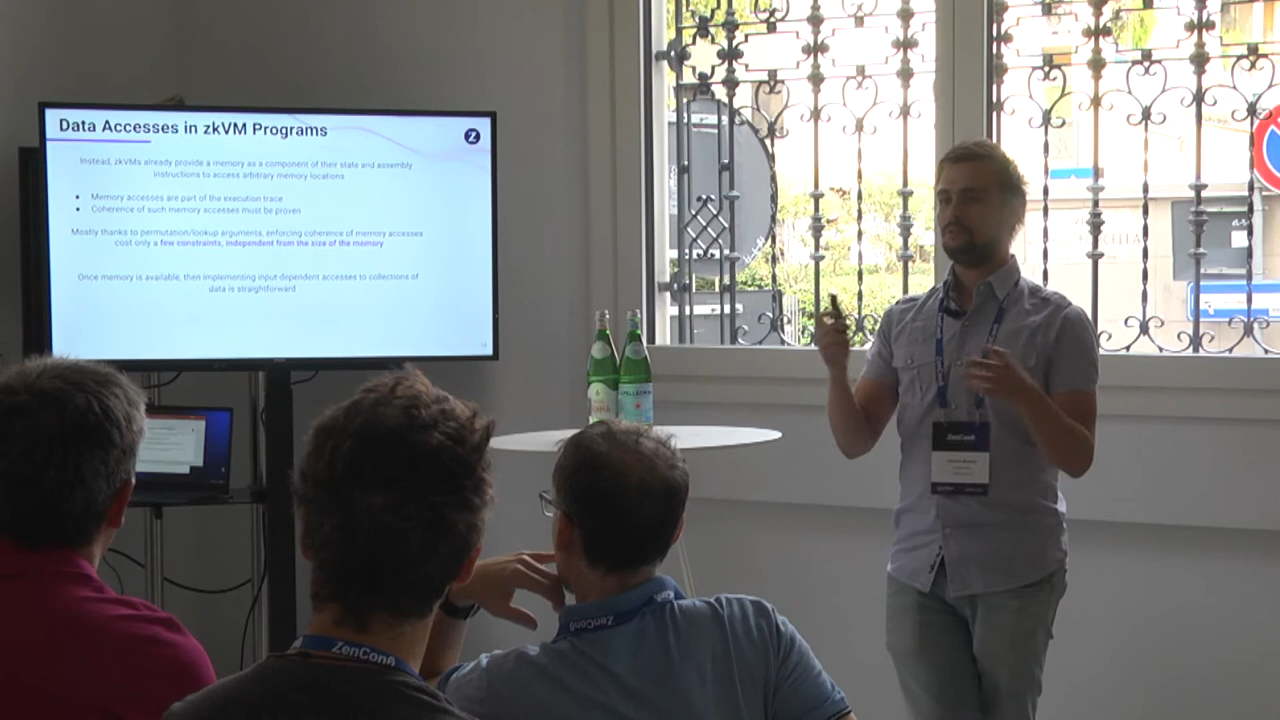 Data Accesses in zkVM Programs
Z
Instead, zkVMs already provide a memory as a component of their state and assembly
instructions to access arbitrary memory locations
Memory accesses are part of the execution trace
Coherence of such memory accesses must be proven
Mostly thanks to permutation/lookup arguments, enforcing coherence of memory accesses
cost only a few constraints, independent from the size of the memory
Once memory is available, then implementing input-dependent accesses to collections of
data is straightforward
ZenCon0
ZenCon0
ZenCon0